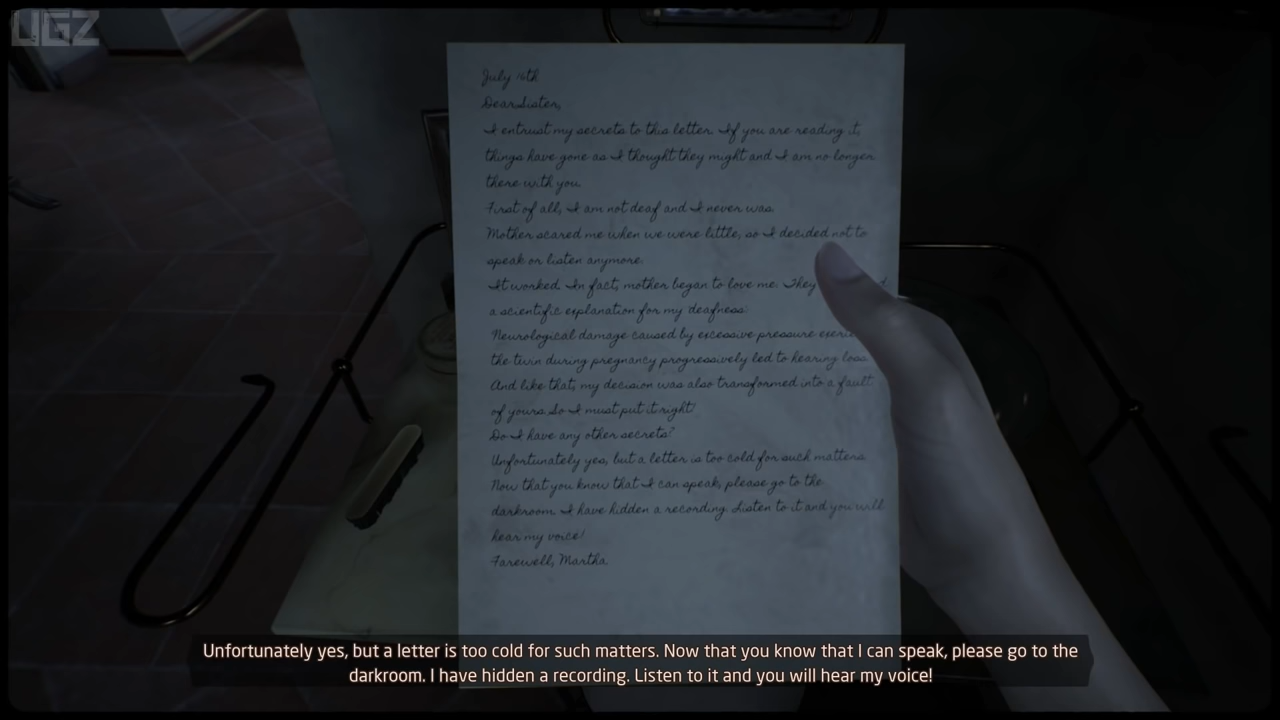 UGZ
July 16th
Dear Sister,
I entrust my secrets to this letter. If you are reading it,
things have gone as I thought they might and I am no longer
there with you.
First of all, I am not deaf and I never was.
Mother scared me when we were little, so I decided not to
speak or listen anymore.
It worked. In fact, mother began to love me. They
a scientific explanation for my 'deafness'.
Neurological damage caused by excessive pressure
the twin during pregnancy progressively led to hearing loss.
And like that, my decision was also transformed into a fault
of yours. So I must put it right!
Do I have any other secrets?
Unfortunately yes, but a letter is too cold for such matters.
Now that you know that I can speak, please go to the
darkroom. I have hidden a recording. Listen to it and you will
hear my voice!
Farewell, Martha
Unfortunately yes, but a letter is too cold for such matters. Now that you know that I can speak, please go to the
darkroom. I have hidden a recording. Listen to it and you will hear my voice!